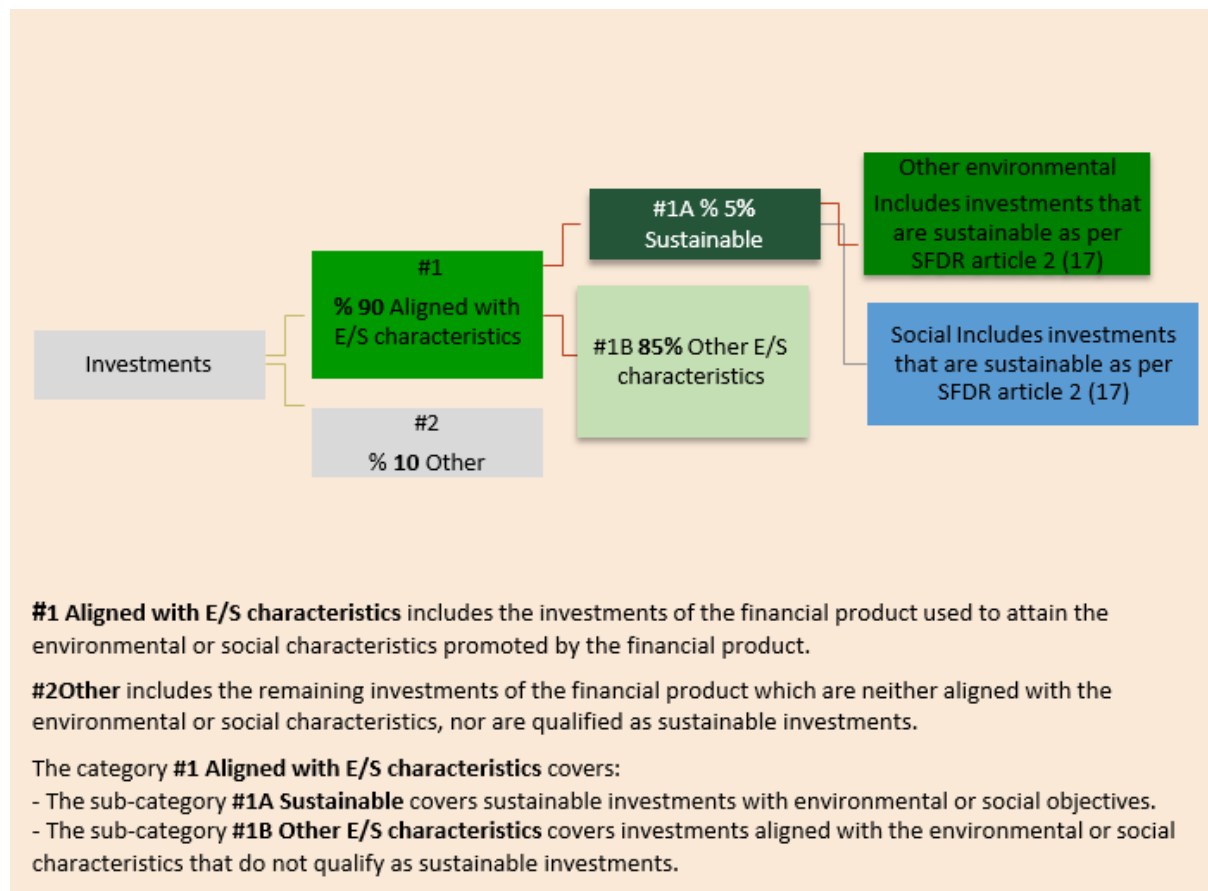 Investments
#1
% 90 Aligned with
E/S characteristics
#2
% 10 Other
#1A % 5%
Sustainable
#1B 85% Other E/S
characteristics
Other environmental
Includes investments that
are sustainable as per
SFDR article 2 (17)
Social Includes investments
that are sustainable as per
SFDR article 2 (17)
#1 Aligned with E/S characteristics includes the investments of the financial product used to attain the
environmental or social characteristics promoted by the financial product.
#2Other includes the remaining investments of the financial product which are neither aligned with the
environmental or social characteristics, nor are qualified as sustainable investments.
The category #1 Aligned with E/S characteristics covers:
- The sub-category #1A Sustainable covers sustainable investments with environmental or social objectives.
- The sub-category #1B Other E/S characteristics covers investments aligned with the environmental or social
characteristics that do not qualify as sustainable investments.